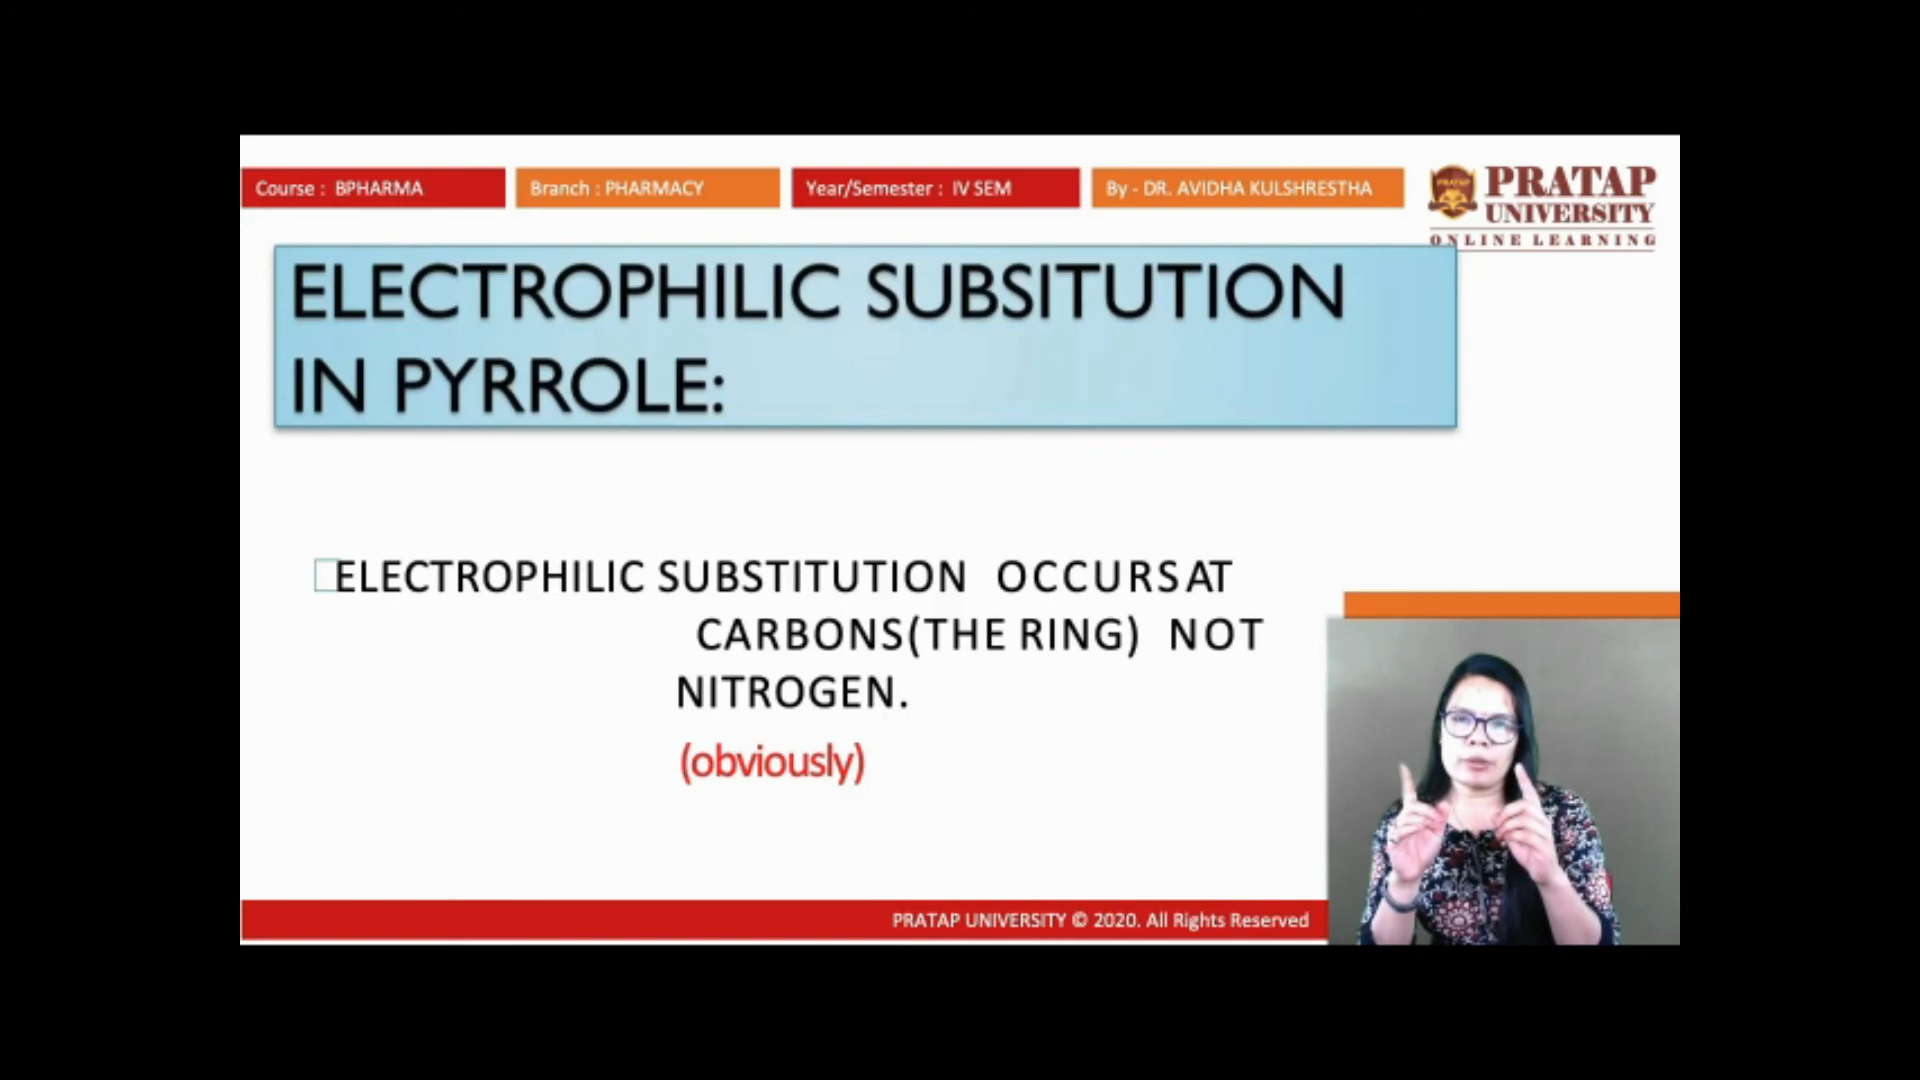 Course : BPHARMA
Branch : PHARMACY
Year/Semester : IV SEM
By - DR. AVIDHA KULSHRESTHA
PRATAP
PRATAP
UNIVERSITY
ONLINE LEARNING
ELECTROPHILIC SUBSITUTION
IN PYRROLE:
ELECTROPHILIC SUBSTITUTION OCCURS AT
CARBONS(THE RING) NOT
NITROGEN.
(obviously)
PRATAP UNIVERSITY © 2020. All Rights Reserved